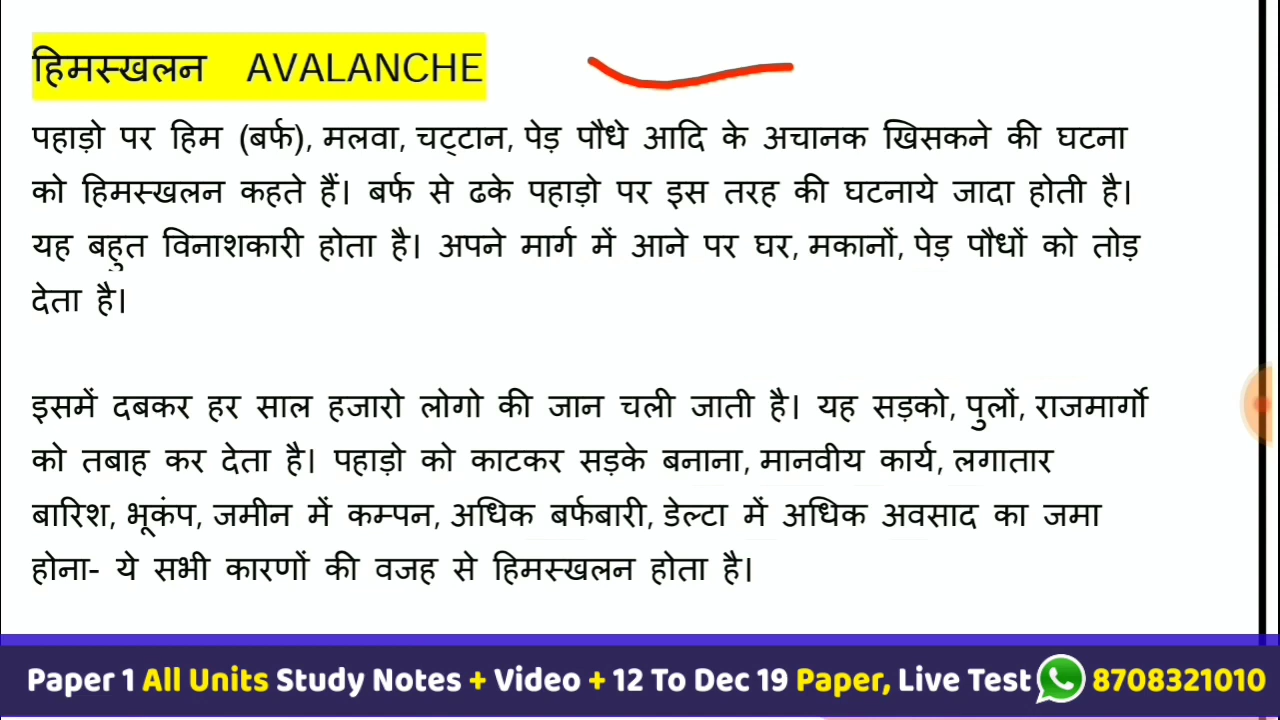 हिमस्खलन AVALANCHE
पहाड़ो पर हिम (बर्फ), मलवा, चट्टान, पेड़ पौधे आदि के अचानक खिसकने की घटना
को हिमस्खलन कहते हैं। बर्फ से ढके पहाड़ो पर इस तरह की घटनाये जादा होती है।
यह बहुत विनाशकारी होता है। अपने मार्ग में आने पर घर, मकानों, पेड़ पौधों को तोड़
देता है।
इसमें दबकर हर साल हजारो लोगो की जान चली जाती है। यह सड़को, पुलों, राजमार्गो
को तबाह कर देता है। पहाड़ो को काटकर सड़के बनाना, मानवीय कार्य, लगातार
बारिश, भूकंप, जमीन में कम्पन, अधिक बर्फबारी, डेल्टा में अधिक अवसाद का जमा
होना- ये सभी कारणों की वजह से हिमस्खलन होता है।
Paper 1 All Units Study Notes + Video + 12 To Dec 19 Paper, Live Test 8708321010